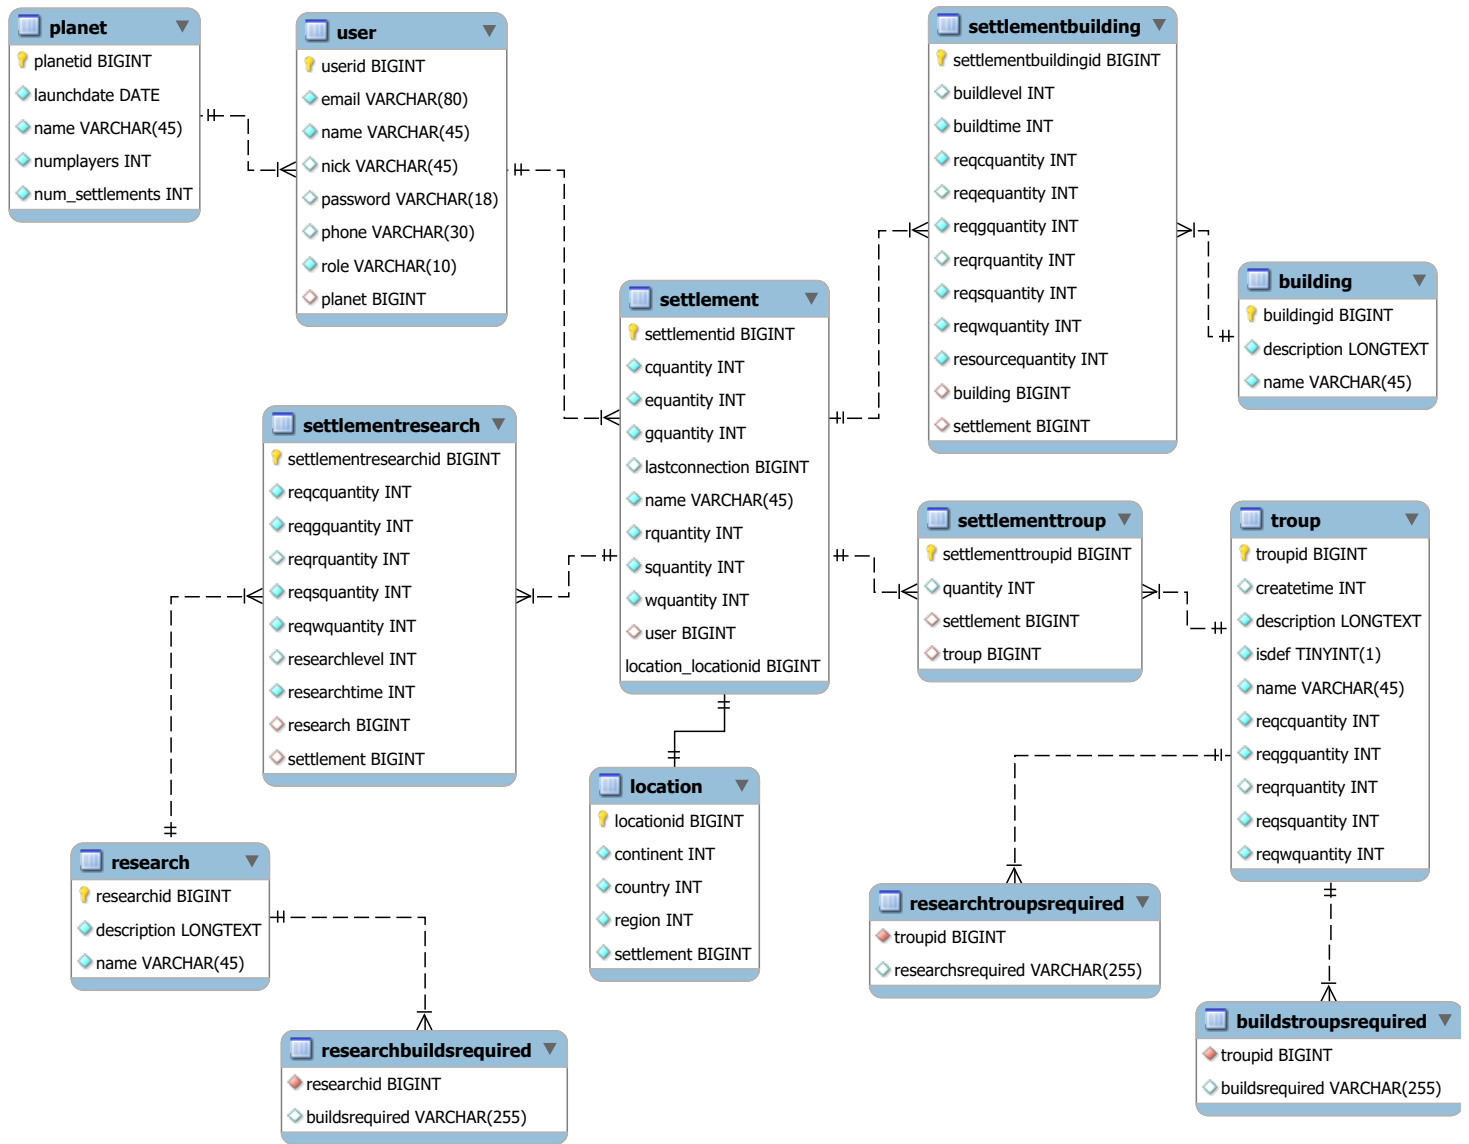 planet
planetid BIGINT
launchdate DATE
name VARCHAR(45)
numplayers INT
num_settlements INT
user
userid BIGINT
email VARCHAR(80)
name VARCHAR(45)
nick VARCHAR(45)
password VARCHAR(18)
phone VARCHAR(30)
role VARCHAR(10)
planet BIGINT
settlementbuilding
settlementbuildingid BIGINT
buildlevel INT
buildtime INT
reqcquantity INT
reqequantity INT
reqgquantity INT
reqrquantity INT
reqsquantity INT
reqwquantity INT
resourcequantity INT
building BIGINT
settlement BIGINT
building
buildingid BIGINT
description LONGTEXT
name VARCHAR(45)
settlement
settlementid BIGINT
cquantity INT
equantity INT
gquantity INT
lastconnection BIGINT
name VARCHAR(45)
rquantity INT
squantity INT
wquantity INT
user BIGINT
location_locationid BIGINT
settlementresearch
settlementresearchid BIGINT
reqcquantity INT
reqgquantity INT
reqrquantity INT
reqsquantity INT
reqwquantity INT
researchlevel INT
researchtime INT
research BIGINT
settlement BIGINT
settlementtroup
settlementtroupid BIGINT
quantity INT
settlement BIGINT
troup BIGINT
troup
troupid BIGINT
createtime INT
description LONGTEXT
isdef TINYINT(1)
name VARCHAR(45)
reqcquantity INT
reqgquantity INT
reqrquantity INT
reqsquantity INT
reqwquantity INT
location
locationid BIGINT
continent INT
country INT
region INT
settlement BIGINT
research
researchid BIGINT
description LONGTEXT
name VARCHAR(45)
researchtroupsrequired
troupid BIGINT
researchsrequired VARCHAR(255)
researchbuildsrequired
researchid BIGINT
buildsrequired VARCHAR(255)
buildstroupsrequired
troupid BIGINT
buildsrequired VARCHAR(255)